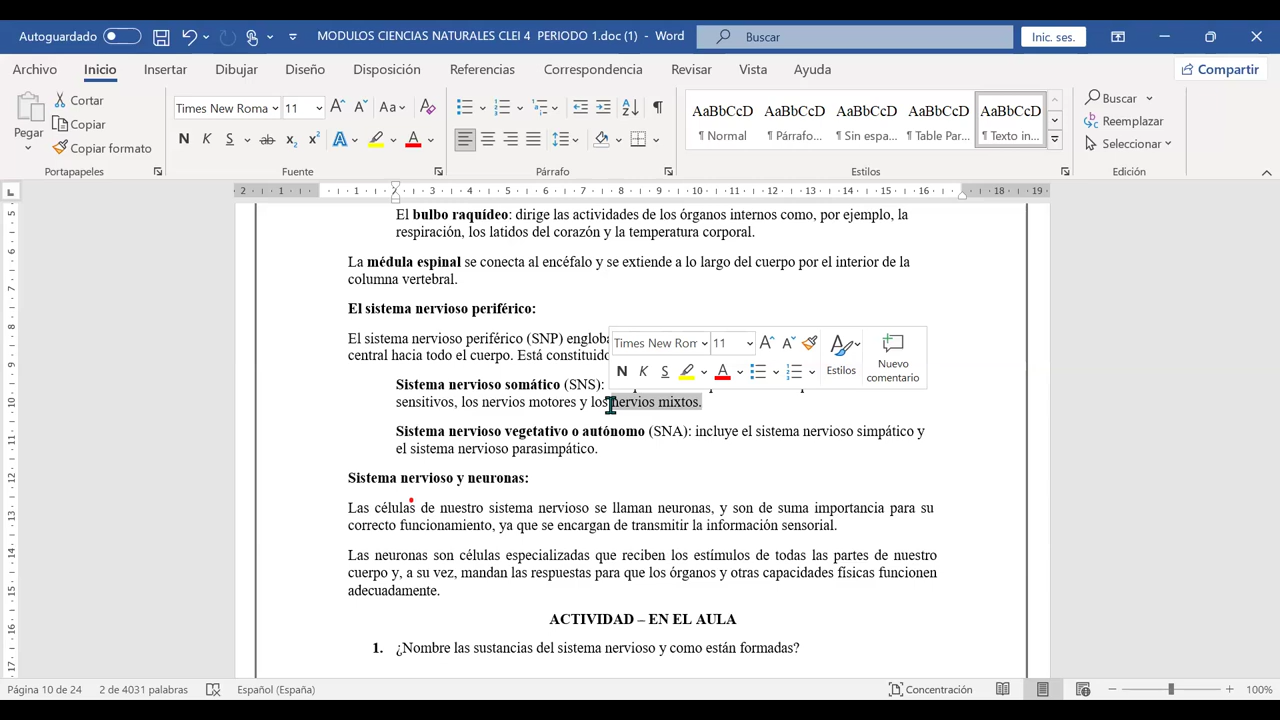 Autoguardado
MODULOS CIENCIAS NATURALES CLEI 4 PERIODO 1.doc (1) - Word
Buscar
Inic. ses.
Archivo Inicio Insertar Dibujar Diseño Disposición Referencias Correspondencia Revisar Vista Ayuda
Compartir
Pegar
Cortar
Copiar
Copiar formato
Portapapeles
Times New Roma 11
Fuente
Párrafo
AaBbCcD AaBbCcD AaBbCcD AaBbCcD AaBbCcD
¶ Normal ¶ Párrafo... ¶ Sin espa... ¶ Table Par... ¶ Texto in...
Estilos
Buscar
Reemplazar
Seleccionar
Edición
El bulbo raquídeo: dirige las actividades de los órganos internos como, por ejemplo, la
respiración, los latidos del corazón y la temperatura corporal.
La médula espinal se conecta al encéfalo y se extiende a lo largo del cuerpo por el interior de la
columna vertebral.
El sistema nervioso periférico:
El sistema nervioso periférico (SNP)
central hacia todo el cuerpo. Está constituido
Times New Rom 11
N K S
Estilos
Nuevo
comentario
Sistema nervioso somático (SNS):
sensitivos, los nervios motores y los nervios mixtos.
Sistema nervioso vegetativo o autónomo (SNA): incluye el sistema nervioso simpático y
el sistema nervioso parasimpático.
Sistema nervioso y neuronas:
Las células de nuestro sistema nervioso se llaman neuronas, y son de suma importancia para su
correcto funcionamiento, ya que se encargan de transmitir la información sensorial.
Las neuronas son células especializadas que reciben los estímulos de todas las partes de nuestro
cuerpo y, a su vez, mandan las respuestas para que los órganos y otras capacidades físicas funcionen
adecuadamente.
ACTIVIDAD – EN EL AULA
1. ¿Nombre las sustancias del sistema nervioso y como están formadas?
Página 10 de 24 2 de 4031 palabras Español (España) Concentración 100%